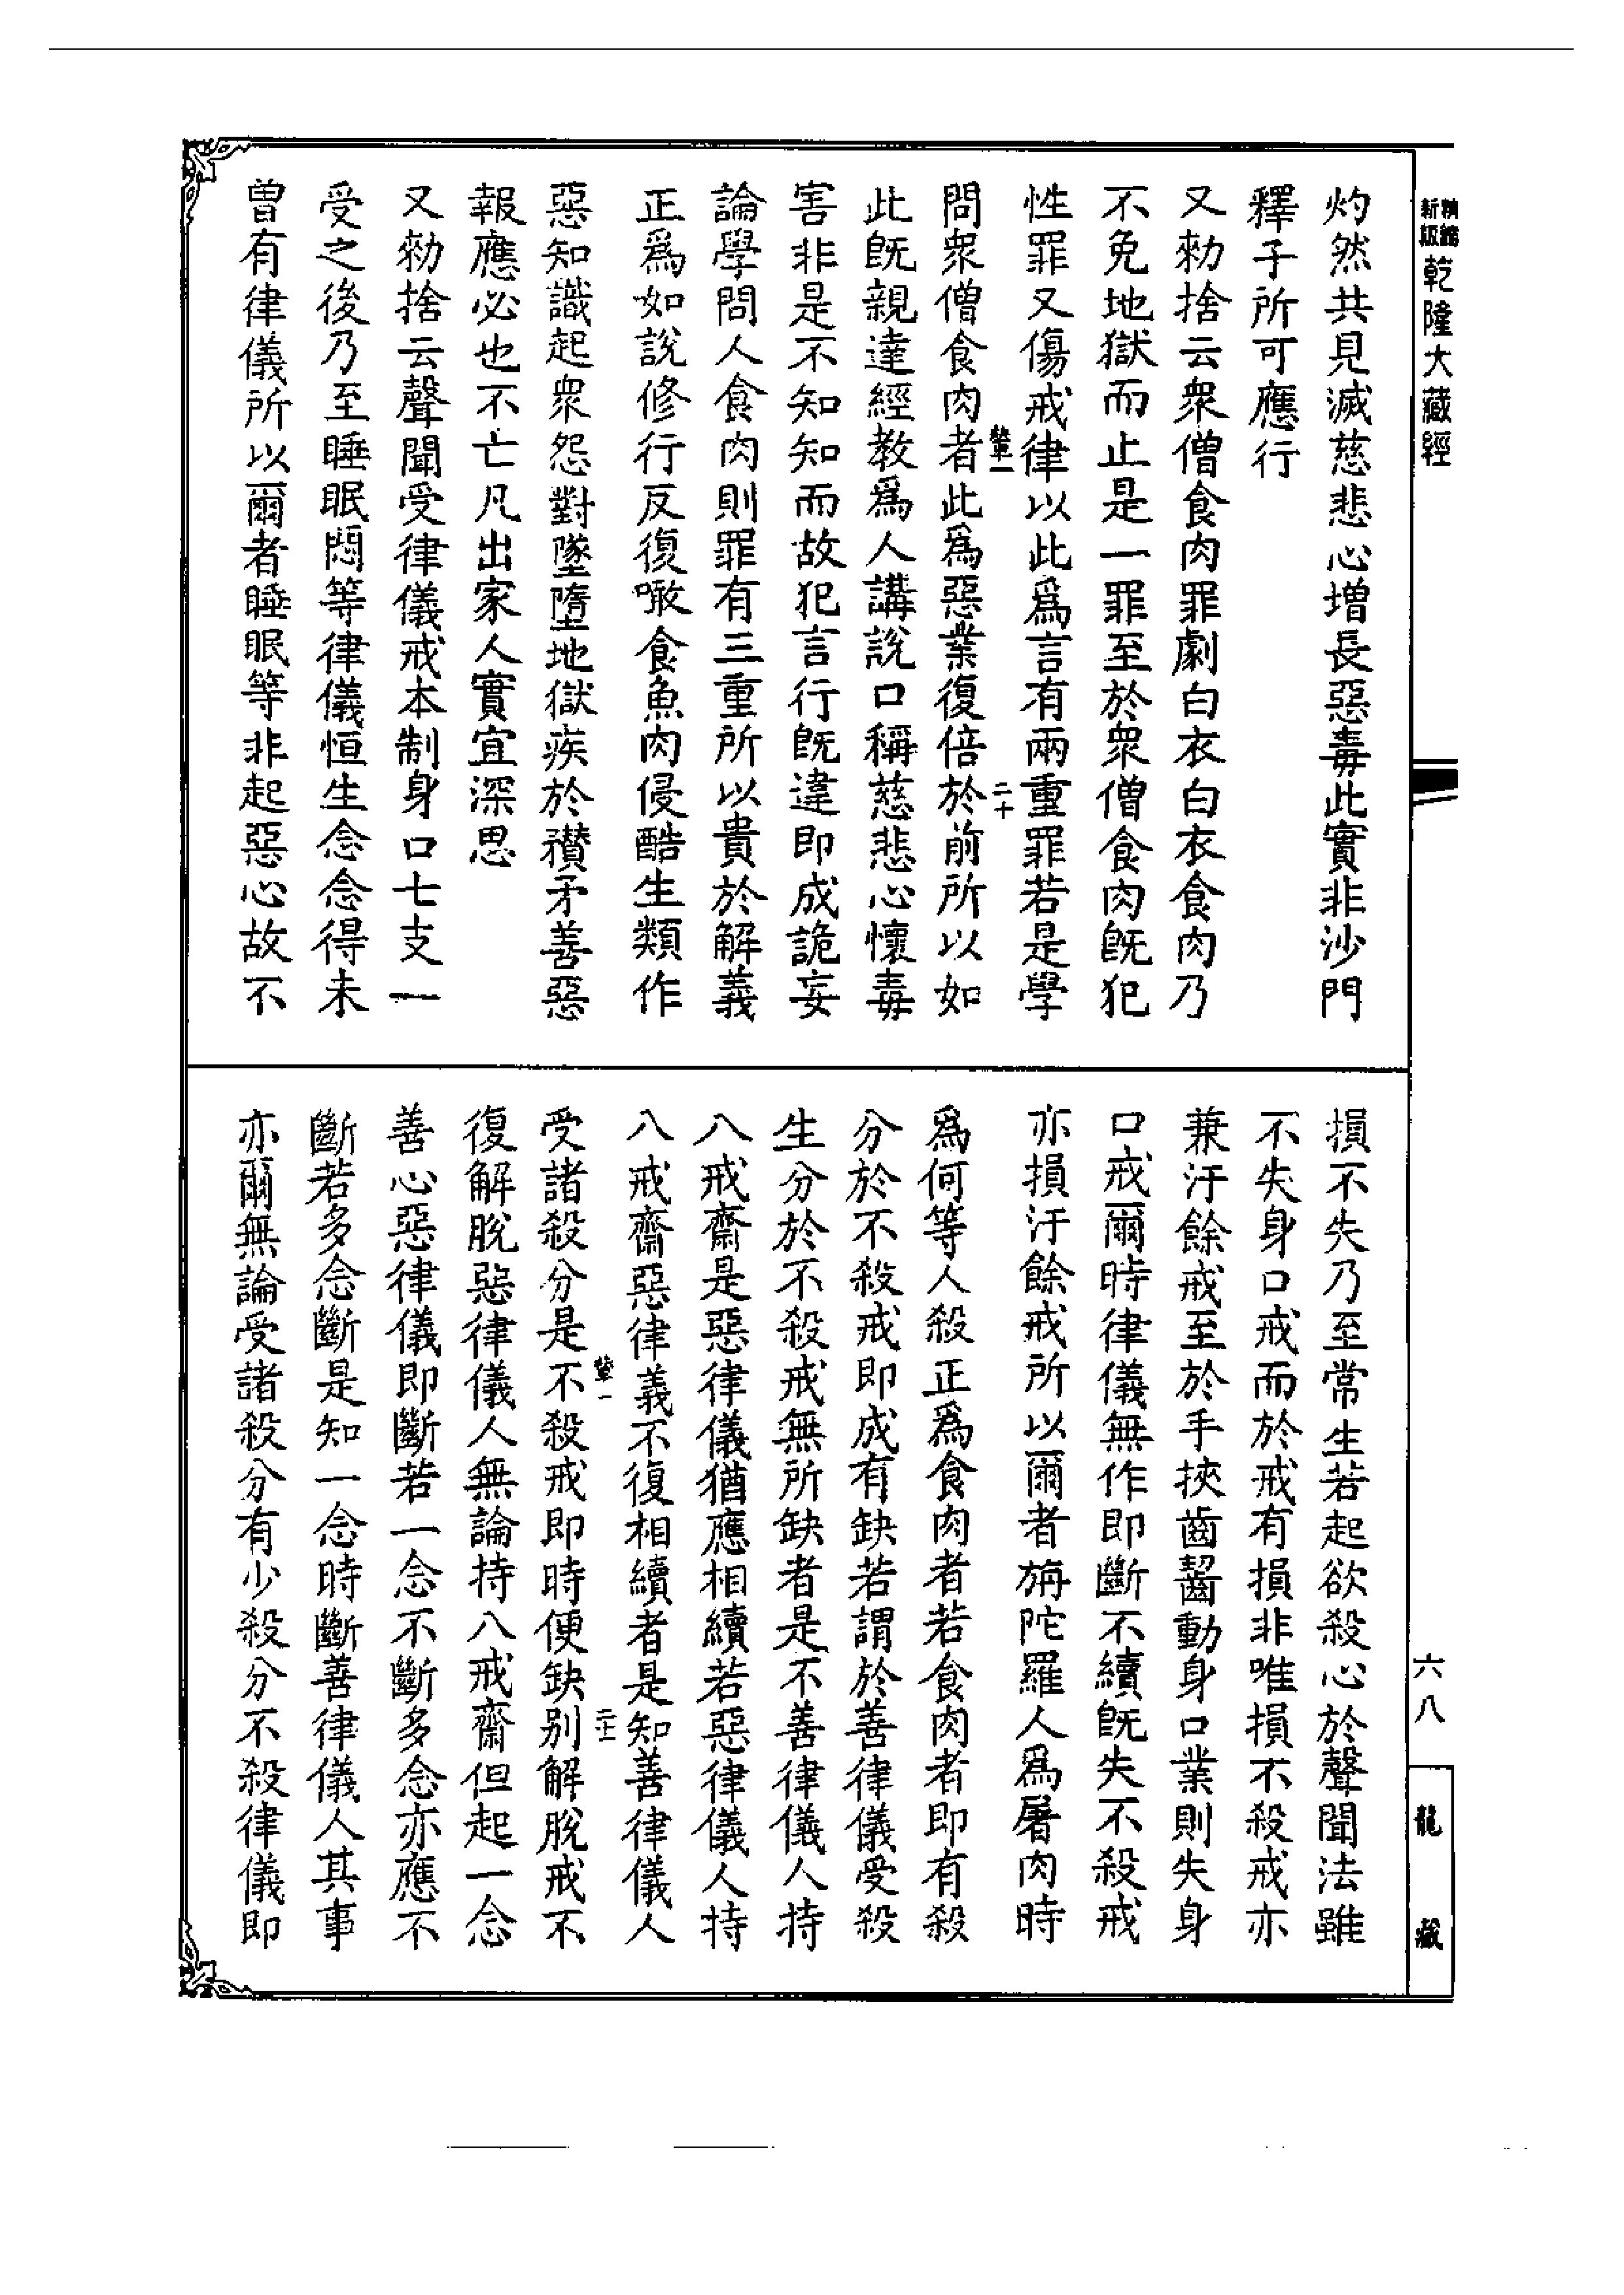 精縮
新版
乾隆大藏經
灼然共見滅慈悲心增長惡毒此實非沙門
釋子所可應行
又勑捨云衆僧食肉罪劇白衣白衣食肉乃
不免地獄而止是一罪至於衆僧食肉旣犯
性罪又傷戒律以此爲言有兩重罪若是學
二十
問衆僧食肉者此爲惡業復倍於前所以如
此旣親達經教爲人講說口稱慈悲心懷毒
害非是不知知而故犯言行旣違即成詭妄
論學問人食肉則罪有三重所以貴於解義
正爲如說修行反復噉食魚肉侵酷生類作
惡知識起衆怨對墜墮地獄疾於䂎矛善惡
報應必也不亡凡出家人實宜深思
又勑捨云聲聞受律儀戒本制身口七支一
受之後乃至睡眠悶等律儀恒生念念得未
曾有律儀所以爾者睡眠等非起惡心故不
損不失乃至常生若起欲殺心於聲聞法雖
不失身口戒而於戒有損非唯損不殺戒亦
兼汙餘戒至於手挾齒齧動身口業則失身
口戒爾時律儀無作即斷不續旣失不殺戒
亦損汙餘戒所以爾者旃陀羅人爲屠肉時
爲何等人殺正爲食肉者若食肉者即有殺
分於不殺戒即成有缺若謂於善律儀受殺
生分於不殺戒無所缺者是不善律儀人持
八戒齋是惡律儀猶應相續若惡律儀人持
八戒齋惡律義不復相續者是知善律儀人
二十一
受諸殺分是不殺戒即時便缺別解脫戒不
復解脫惡律儀人無論持八戒齋但起一念
善心惡律儀即斷若一念不斷多念亦應不
斷若多念斷是知一念時斷善律儀人其事
亦爾無論受諸殺分有少殺分不殺律儀即
六八
龍藏